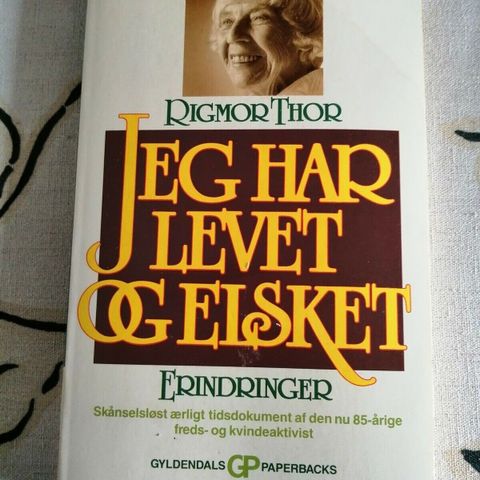 RIGMOR THOR
JEG HAR
LEVET
OG ELSKET
ERINDRINGER
Skånselsløst ærligt tidsdokument af den nu 85-årige
freds- og kvindeaktivist
GYLDENDALS GP PAPERBACKS